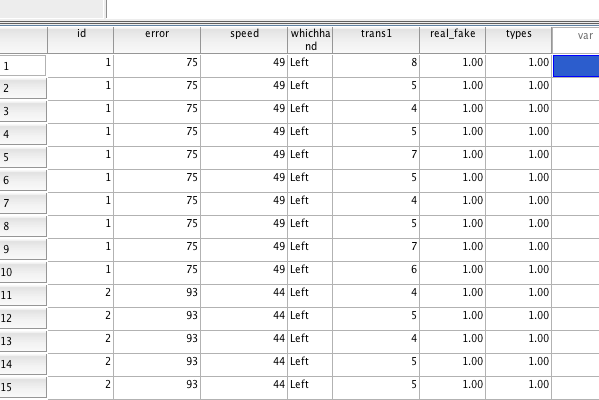 id error speed whichha
nd trans1 real_fake types var
1 1 75 49 Left 8 1.00 1.00
2 1 75 49 Left 5 1.00 1.00
3 1 75 49 Left 4 1.00 1.00
4 1 75 49 Left 5 1.00 1.00
5 1 75 49 Left 7 1.00 1.00
6 1 75 49 Left 5 1.00 1.00
7 1 75 49 Left 4 1.00 1.00
8 1 75 49 Left 5 1.00 1.00
9 1 75 49 Left 7 1.00 1.00
10 1 75 49 Left 6 1.00 1.00
11 2 93 44 Left 4 1.00 1.00
12 2 93 44 Left 5 1.00 1.00
13 2 93 44 Left 4 1.00 1.00
14 2 93 44 Left 5 1.00 1.00
15 2 93 44 Left 5 1.00 1.00